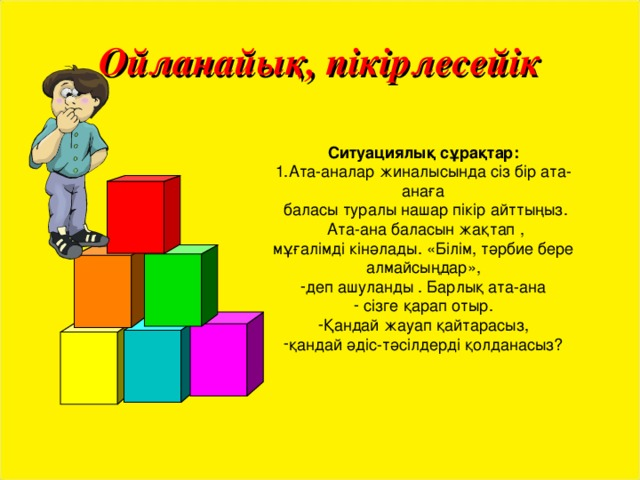 Ойланайық, пікірлесейік
Ситуациялық сұрақтар:
1.Ата-аналар жиналысында сіз бір ата-
анаға
баласы туралы нашар пікір айттыңыз.
Ата-ана баласын жақтап ,
мұғалімді кінәлады. «Білім, тәрбие бере
алмайсыңдар»,
-деп ашуланды . Барлық ата-ана
- сізге қарап отыр.
-Қандай жауап қайтарасыз,
-қандай әдіс-тәсілдерді қолданасыз?